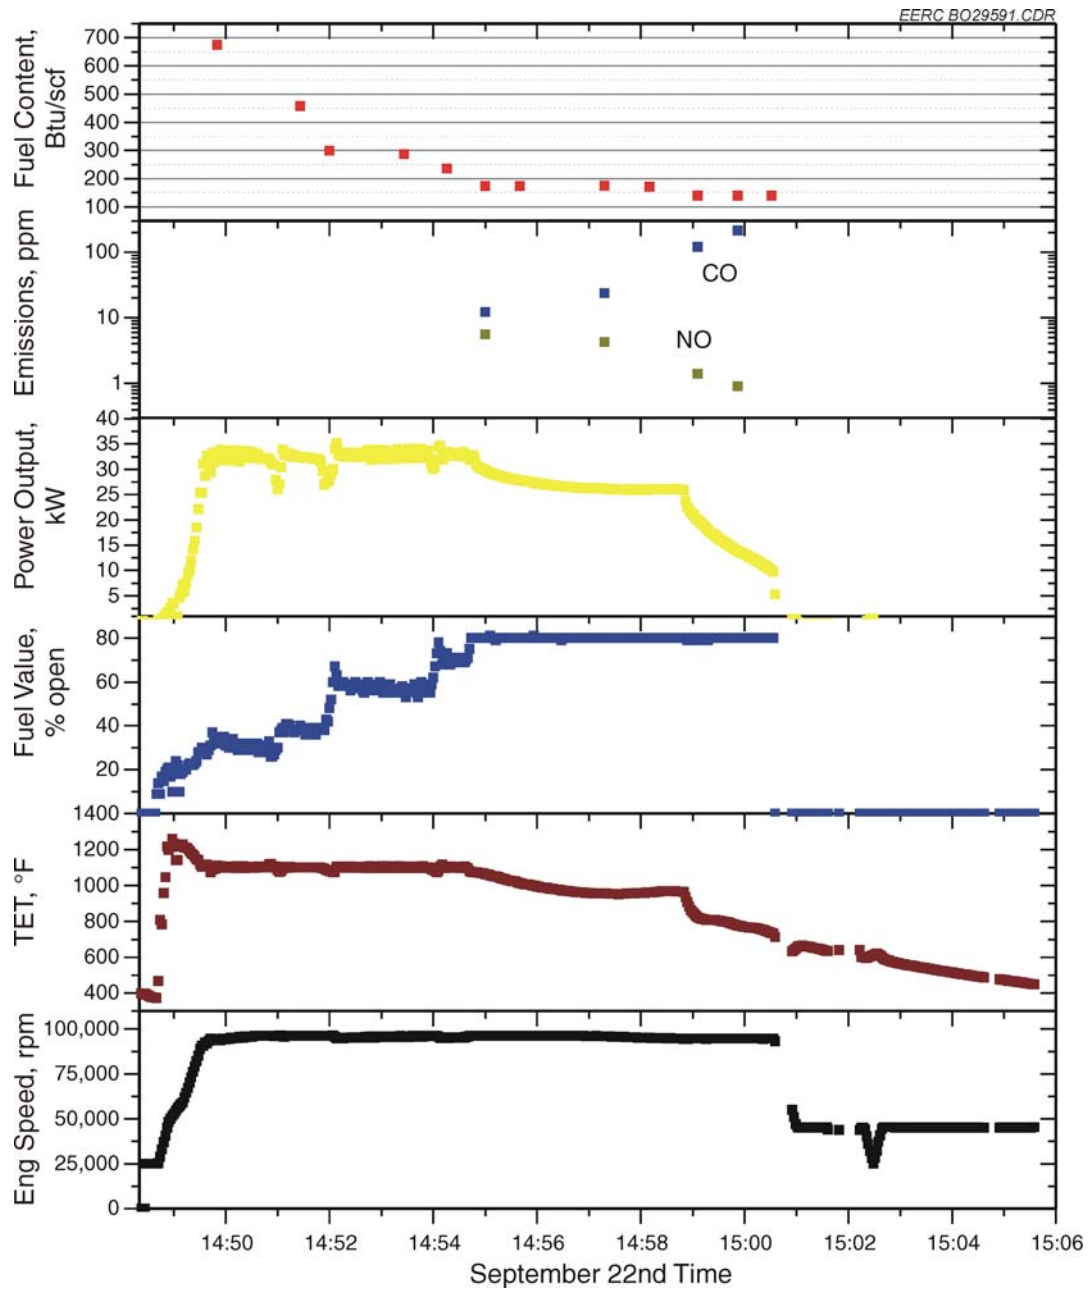 EERC BO29591.CDR
Fuel Content,
Btu/scf
700
600
500
400
300
200
100
Emissions, ppm
100
10
1
CO
NO
Power Output,
kW
40
35
30
25
20
15
10
5
Fuel Value,
% open
80
60
40
20
TET, °F
1400
1200
1000
800
600
400
Eng Speed, rpm
100,000
75,000
50,000
25,000
0
14:50 14:52 14:54 14:56 14:58 15:00 15:02 15:04 15:06
September 22nd Time